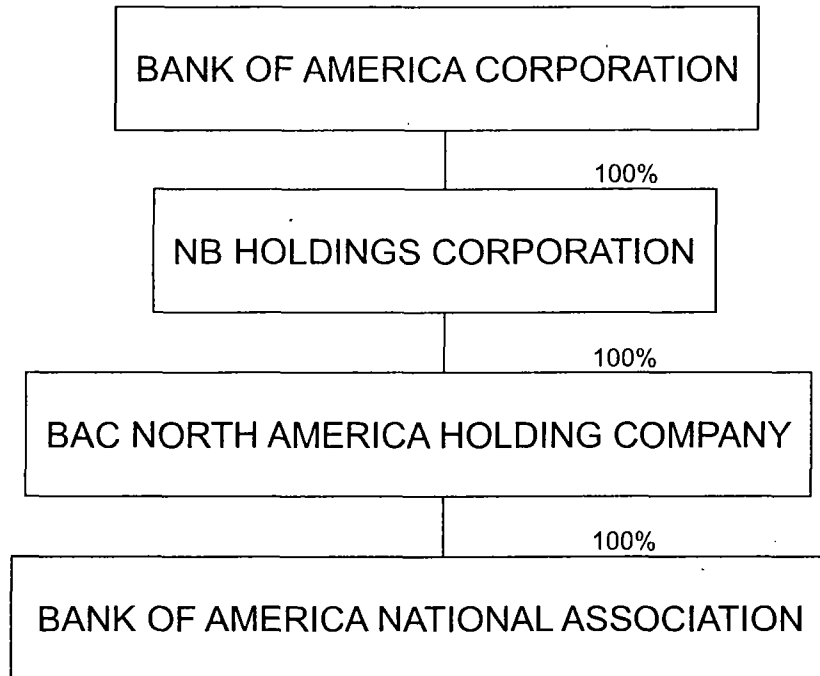 BANK OF AMERICA CORPORATION
100%
NB HOLDINGS CORPORATION
100%
BAC NORTH AMERICA HOLDING COMPANY
100%
BANK OF AMERICA NATIONAL ASSOCIATION